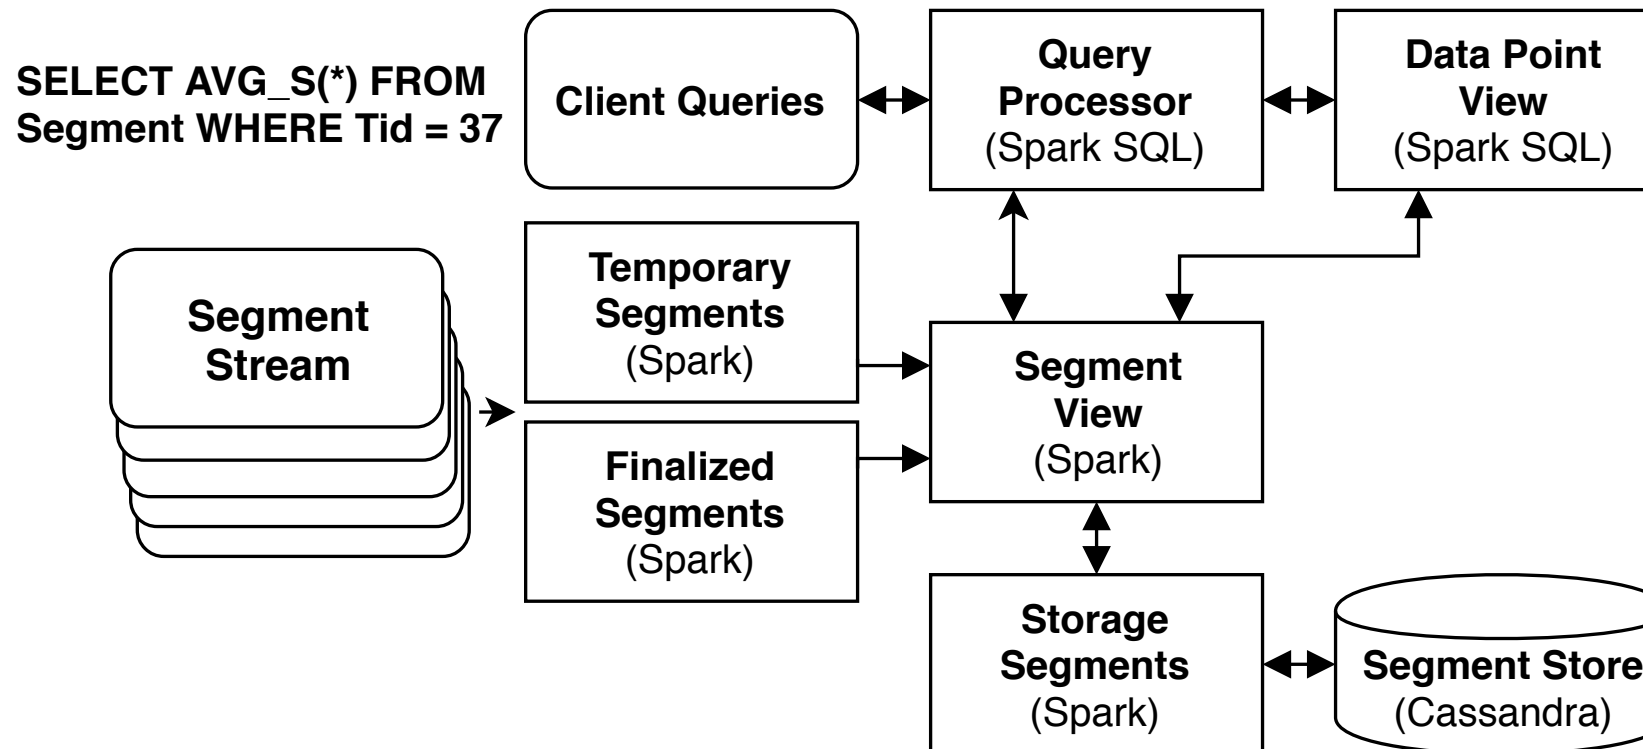 SELECT AVG_S(*) FROM
Segment WHERE Tid = 37
Client Queries
Query
Processor
(Spark SQL)
Data Point
View
(Spark SQL)
Segment
Stream
Temporary
Segments
(Spark)
Finalized
Segments
(Spark)
Segment
View
(Spark)
Storage
Segments
(Spark)
Segment Store
(Cassandra)